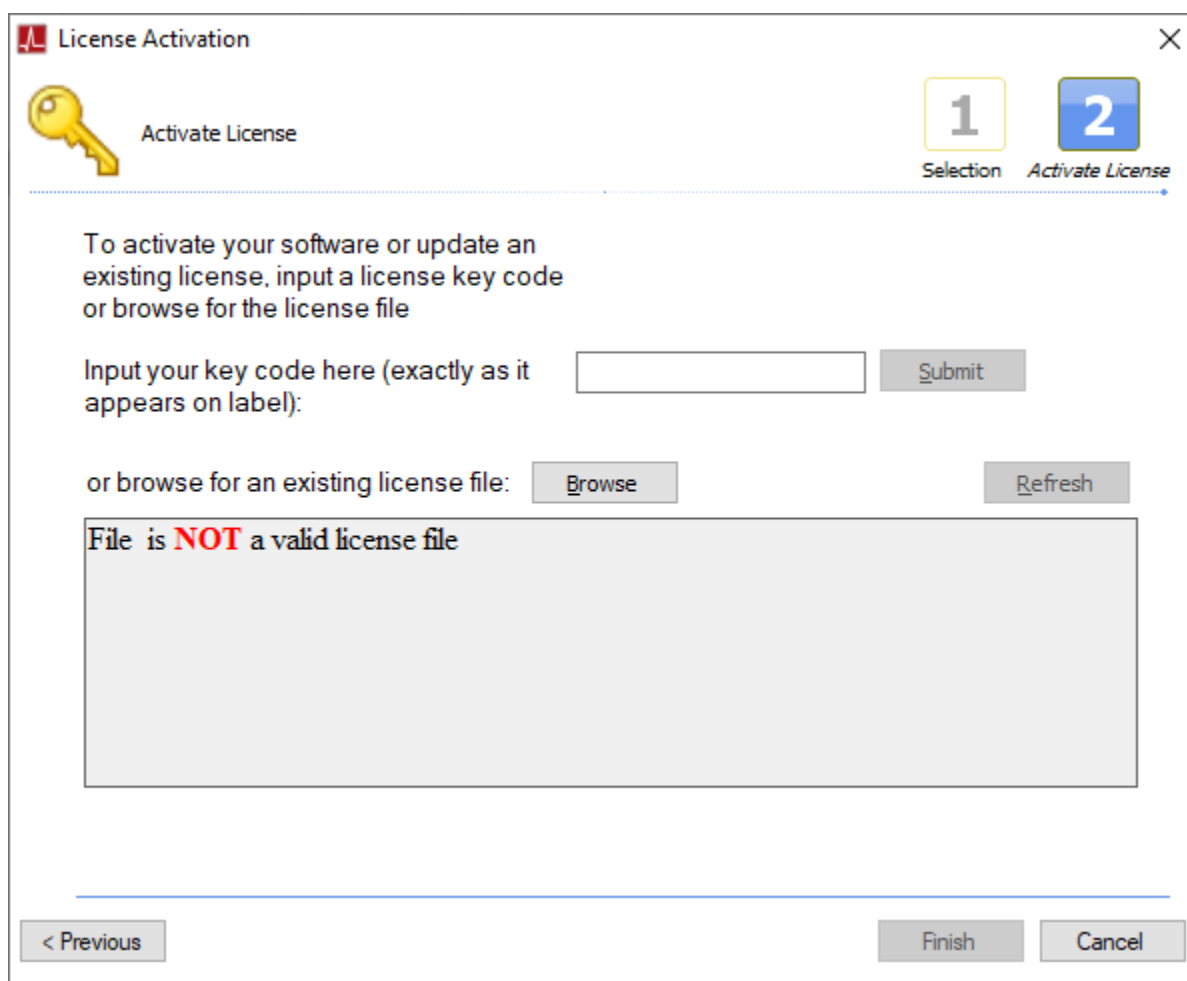 License Activation
Activate License
1
2
Selection
Activate License
To activate your software or update an
existing license, input a license key code
or browse for the license file
Input your key code here (exactly as it
appears on label):
Submit
or browse for an existing license file:
Browse
Refresh
File  is NOT a valid license file
< Previous
Finish
Cancel